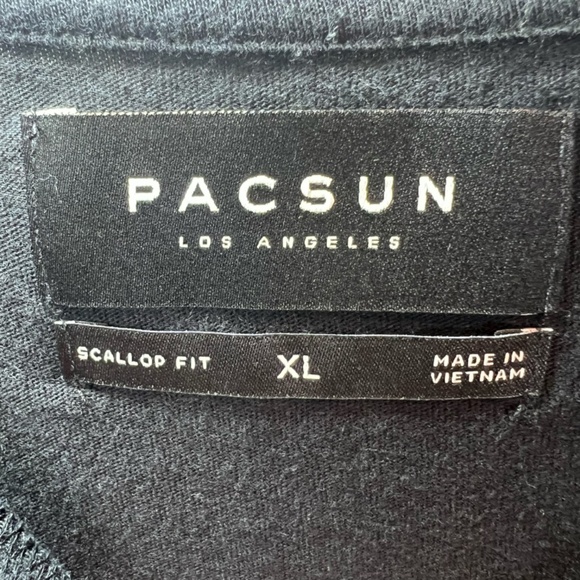 PACSUN
LOS ANGELES
SCALLOP FIT
XL
MADE IN
VIETNAM